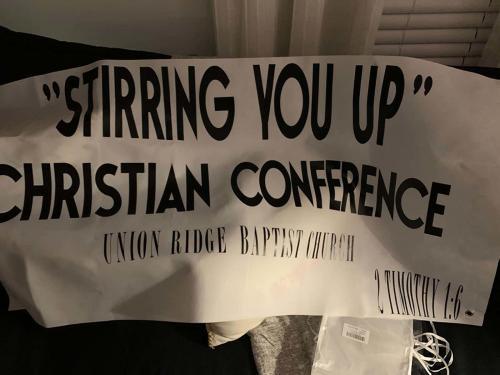 "STIRRING YOU UP"
CHRISTIAN CONFERENCE
UNION RIDGE BAPTIST CHURCH
2 TIMOTHY 1:6